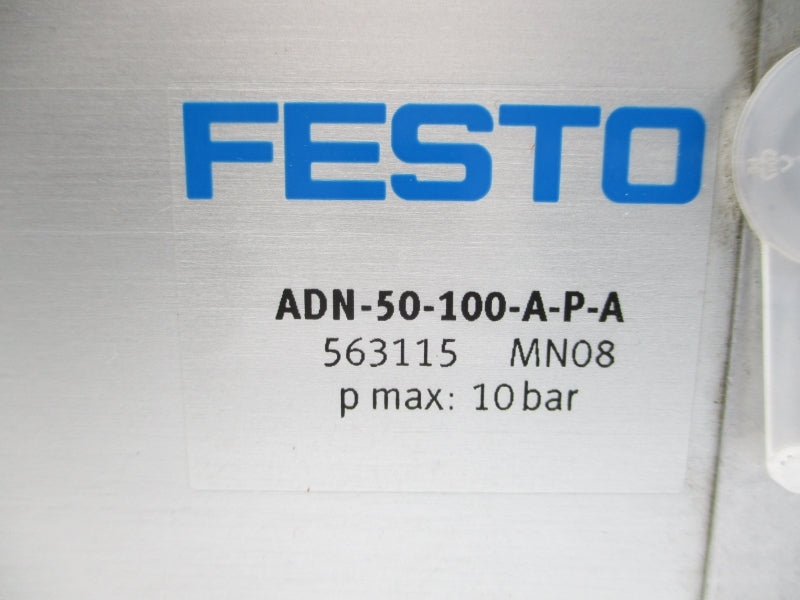 FESTO
ADN-50-100-A-P-A
563115 MN08
p max: 10 bar